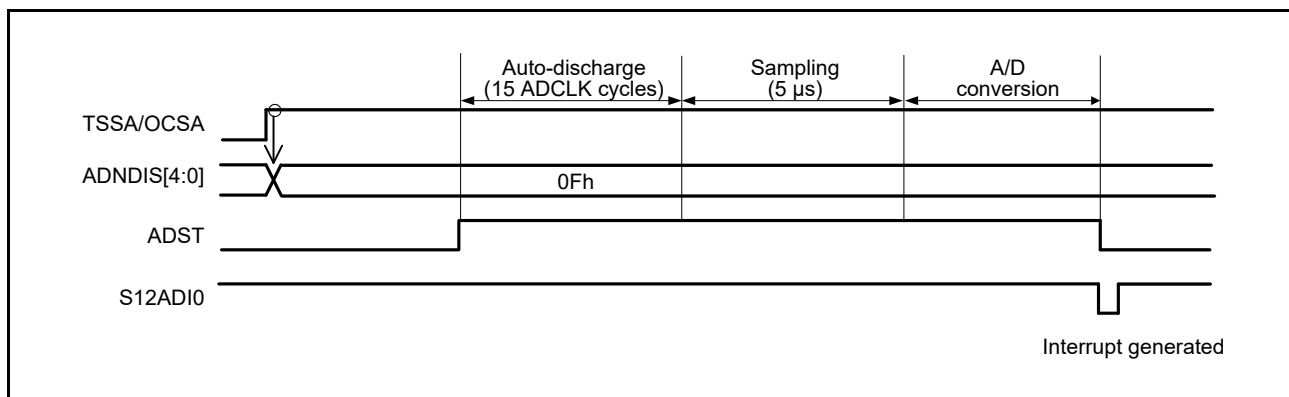 Auto-discharge
(15 ADCLK cycles)
Sampling
(5 µs)
A/D
conversion
TSSA/OCSA
ADNDIS[4:0]
0Fh
ADST
S12ADI0
Interrupt generated